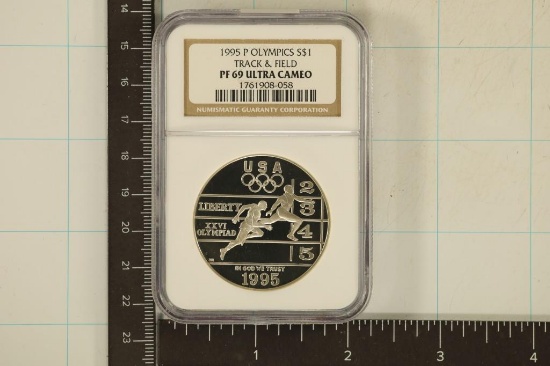 1995 P OLYMPICS S$1
TRACK & FIELD
PF 69 ULTRA CAMEO
1761908-058
NUMISMATIC GUARANTY CORPORATION
USA
LIBERTY
XXVI
OLYMPIAD
2
3
4
5
IN GOD WE TRUST
1995
14
15
16
17
18
19
20
21
22
23
1 2 3 4